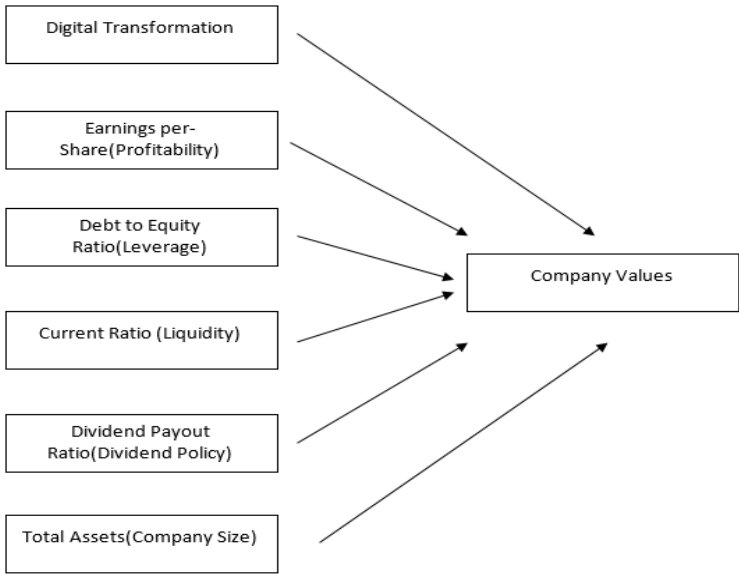 Digital Transformation
Earnings per-
Share(Profitability)
Debt to Equity
Ratio(Leverage)
Company Values
Current Ratio (Liquidity)
Dividend Payout
Ratio(Dividend Policy)
Total Assets(Company Size)